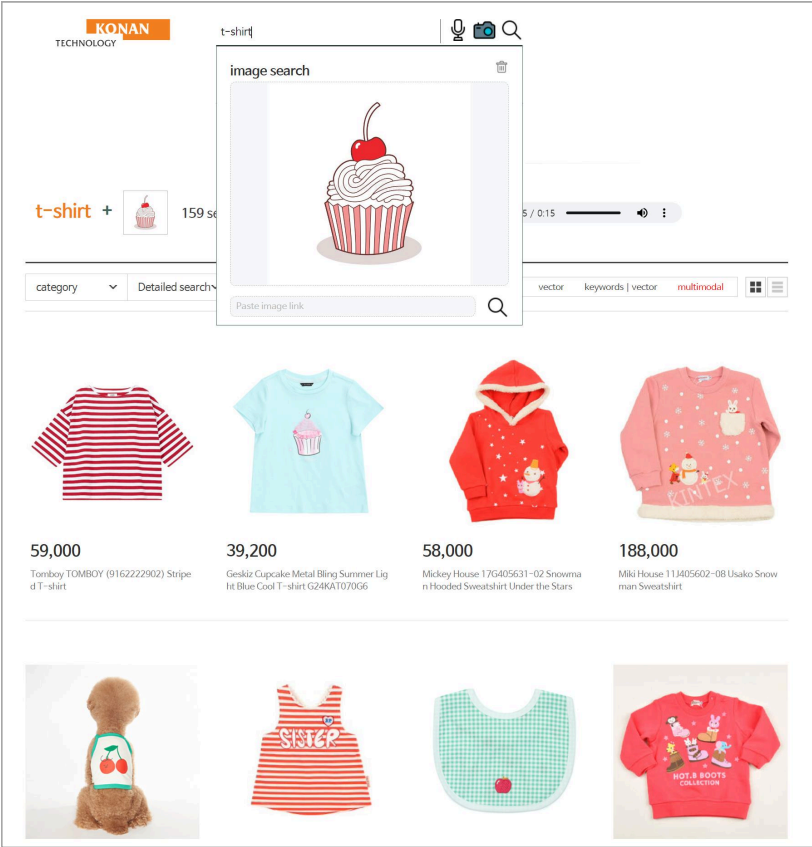 KONAN
TECHNOLOGY
t-shirt
image search
t-shirt +
159 se
5 / 0:15
Paste image link
category
Detailed search
vector
keywords | vector
multimodal
59,000
Tomboy TOMBOY (9162222902) Stripe
d T-shirt
39,200
Geskiz Cupcake Metal Bling Summer Lig
ht Blue Cool T-shirt G24KAT070G6
58,000
Mickey House 17G405631-02 Snowma
n Hooded Sweatshirt Under the Stars
188,000
Miki House 11J405602-08 Usako Snow
man Sweatshirt
KINTEX
SISTER
HOT.B BOOTS
COLLECTION